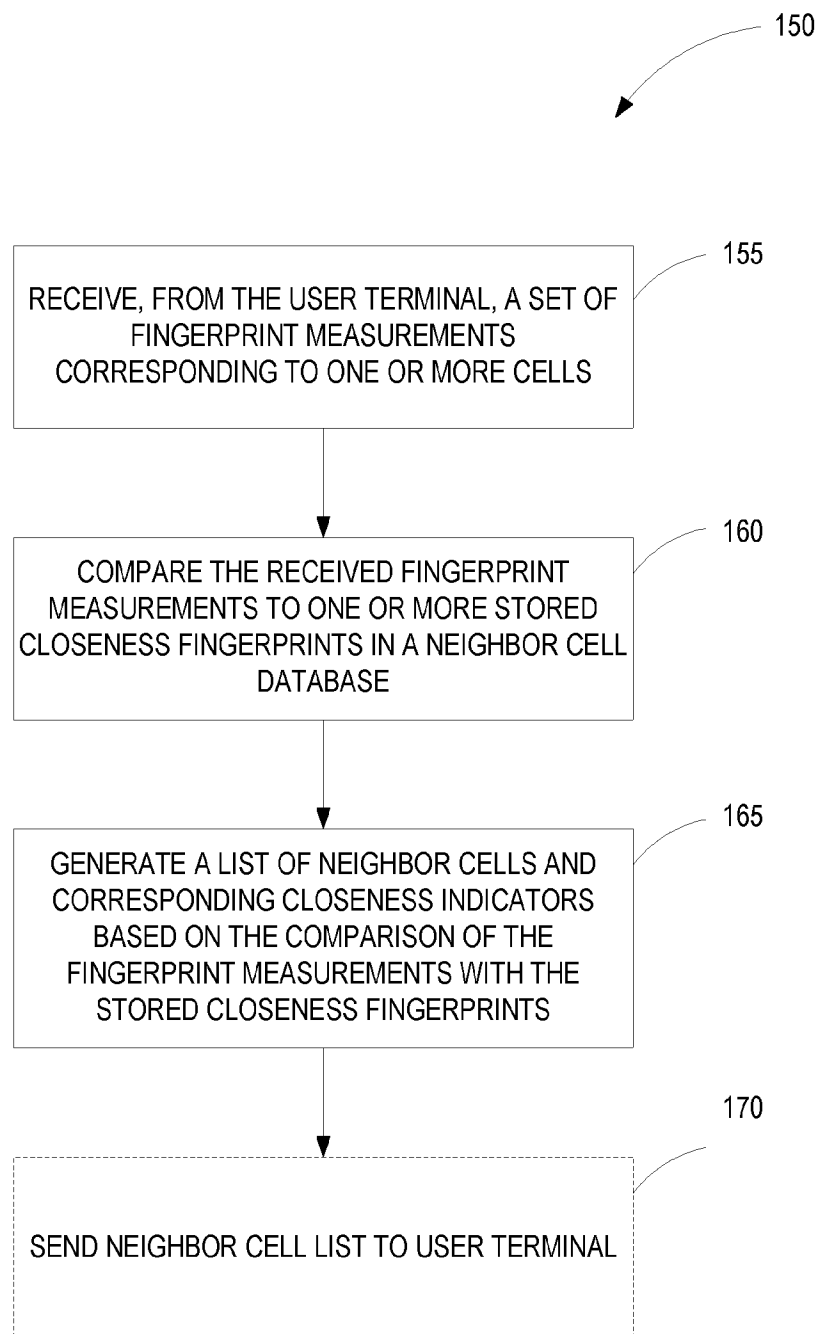 150
155
RECEIVE, FROM THE USER TERMINAL, A SET OF
FINGERPRINT MEASUREMENTS
CORRESPONDING TO ONE OR MORE CELLS
160
COMPARE THE RECEIVED FINGERPRINT
MEASUREMENTS TO ONE OR MORE STORED
CLOSENESS FINGERPRINTS IN A NEIGHBOR CELL
DATABASE
165
GENERATE A LIST OF NEIGHBOR CELLS AND
CORRESPONDING CLOSENESS INDICATORS
BASED ON THE COMPARISON OF THE
FINGERPRINT MEASUREMENTS WITH THE
STORED CLOSENESS FINGERPRINTS
170
SEND NEIGHBOR CELL LIST TO USER TERMINAL